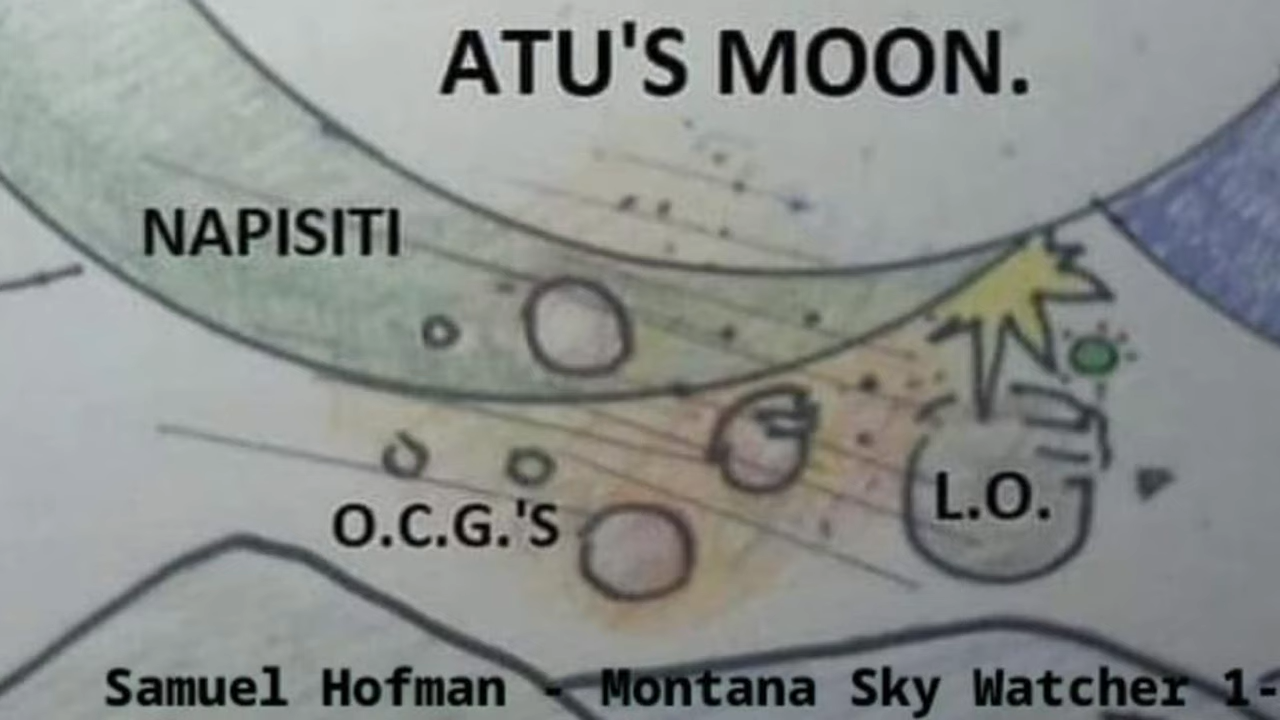 ATU'S MOON.
NAPISITI
L.O.
O.C.G.'S
Samuel Hofman - Montana Sky Watcher 1-